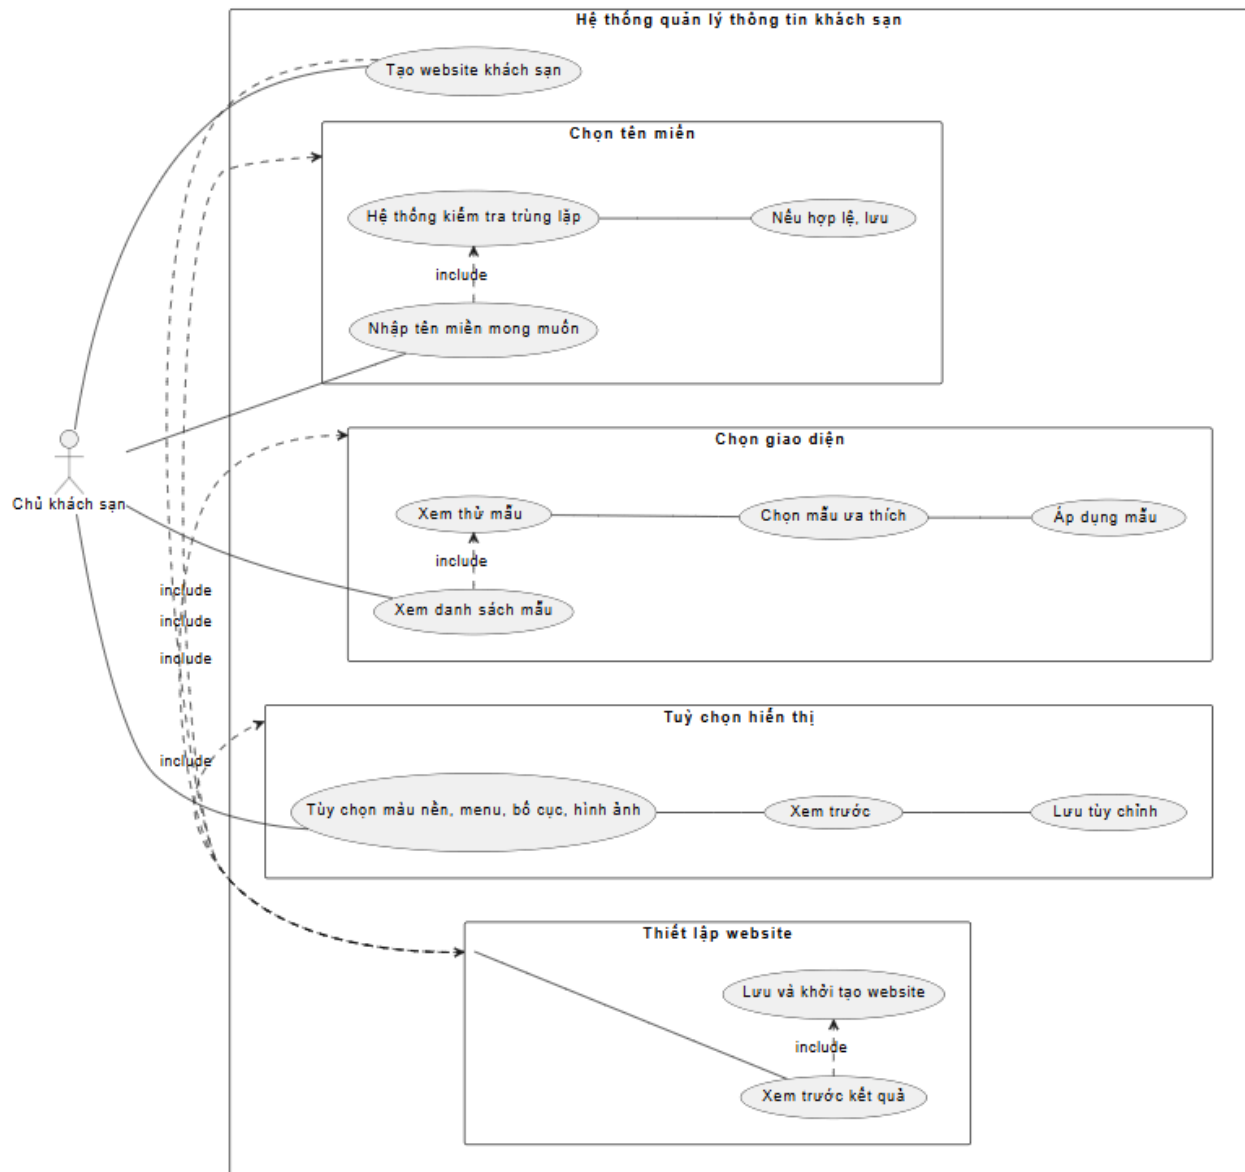 Hệ thống quản lý thông tin khách sạn
Tạo website khách sạn
Chọn tên miền
Hệ thống kiểm tra trùng lặp
Nếu hợp lệ, lưu
include
Nhập tên miền mong muốn
Chủ khách sạn
Chọn giao diện
Xem thử mẫu
Chọn mẫu ưa thích
Áp dụng mẫu
include
Xem danh sách mẫu
include
include
include
include
Tuỳ chọn hiển thị
Tùy chọn màu nền, menu, bố cục, hình ảnh
Xem trước
Lưu tùy chỉnh
Thiết lập website
Lưu và khởi tạo website
include
Xem trước kết quả